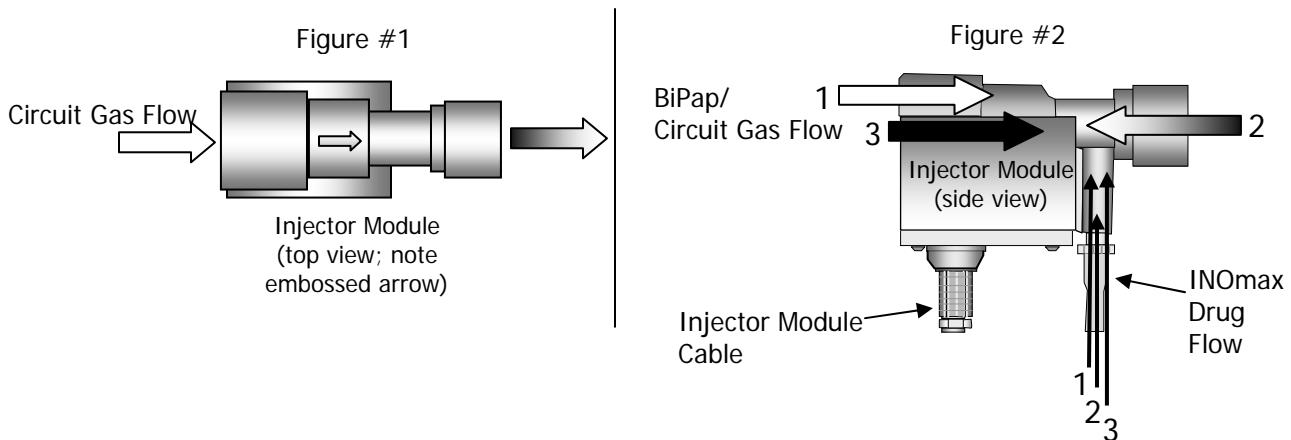 Figure #1
Circuit Gas Flow
Injector Module
(top view; note
embossed arrow)
Figure #2
BiPap/
Circuit Gas Flow
1
3
2
Injector Module
(side view)
Injector Module
Cable
INOmax
Drug
Flow
1
2
3